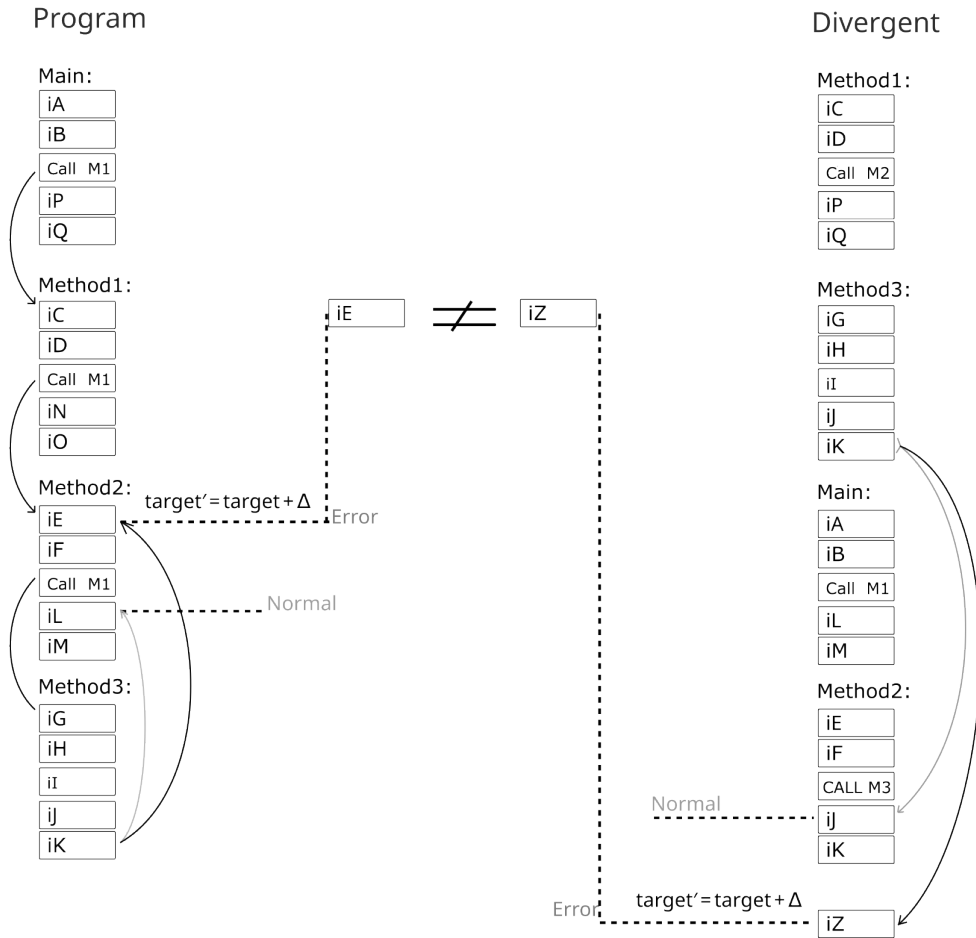 Program
Main:
iA
iB
Call M1
iP
iQ
Method1:
iC
iD
Call M1
iN
iO
Method2:
iE
iF
Call M1
iL
iM
Method3:
iG
iH
iI
iJ
iK
target′=target+Δ
Error
Normal
iE
iZ
Divergent
Method1:
iC
iD
Call M2
iP
iQ
Method3:
iG
iH
iI
iJ
iK
Main:
iA
iB
Call M1
iL
iM
Method2:
iE
iF
CALL M3
iJ
iK
Normal
Error
target′=target+Δ
iZ